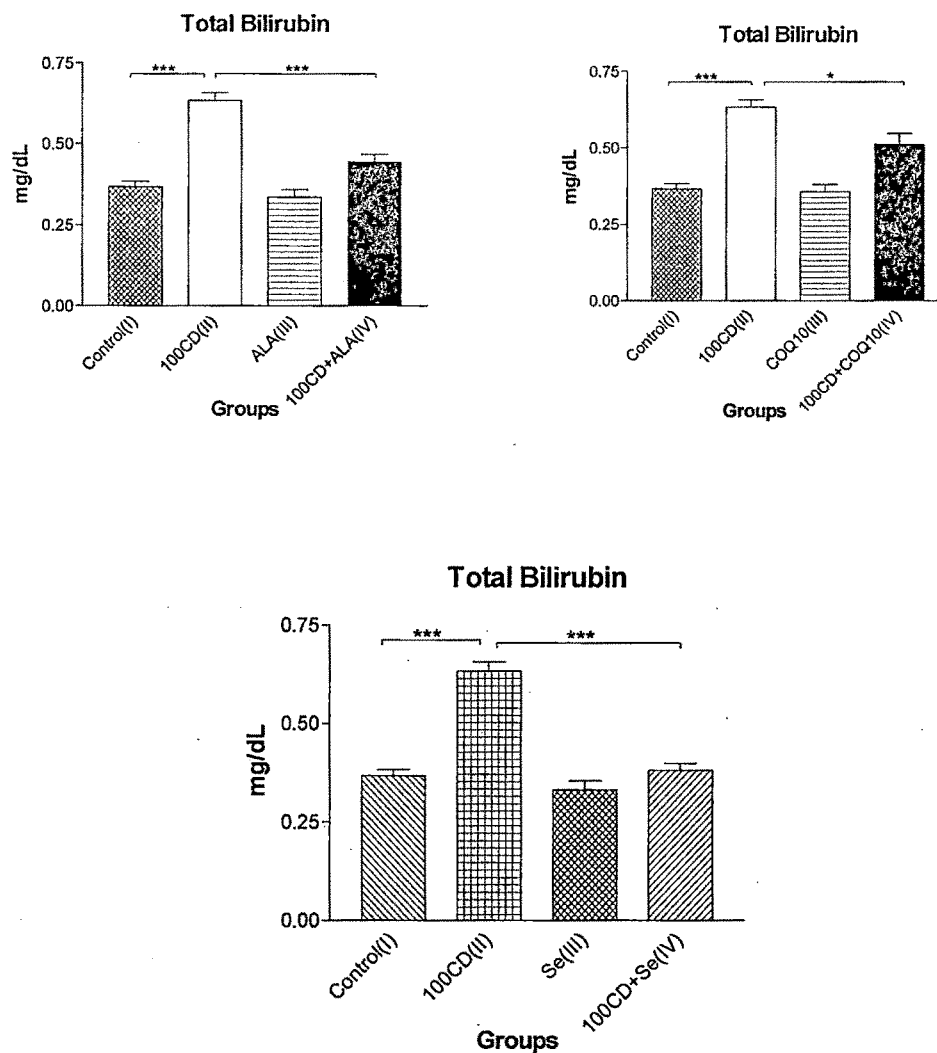 Total Bilirubin
0.75
0.50
0.25
0.00
mg/dL
***
***
Control(I)
100CD(II)
ALA(III)
100CD+ALA(IV)
Groups
Total Bilirubin
0.75
0.50
0.25
0.00
mg/dL
***
*
Control(I)
100CD(II)
COQ10(III)
100CD+COQ10(IV)
Groups
Total Bilirubin
0.75
0.50
0.25
0.00
mg/dL
***
***
Control(I)
100CD(II)
Se(III)
100CD+Se(IV)
Groups